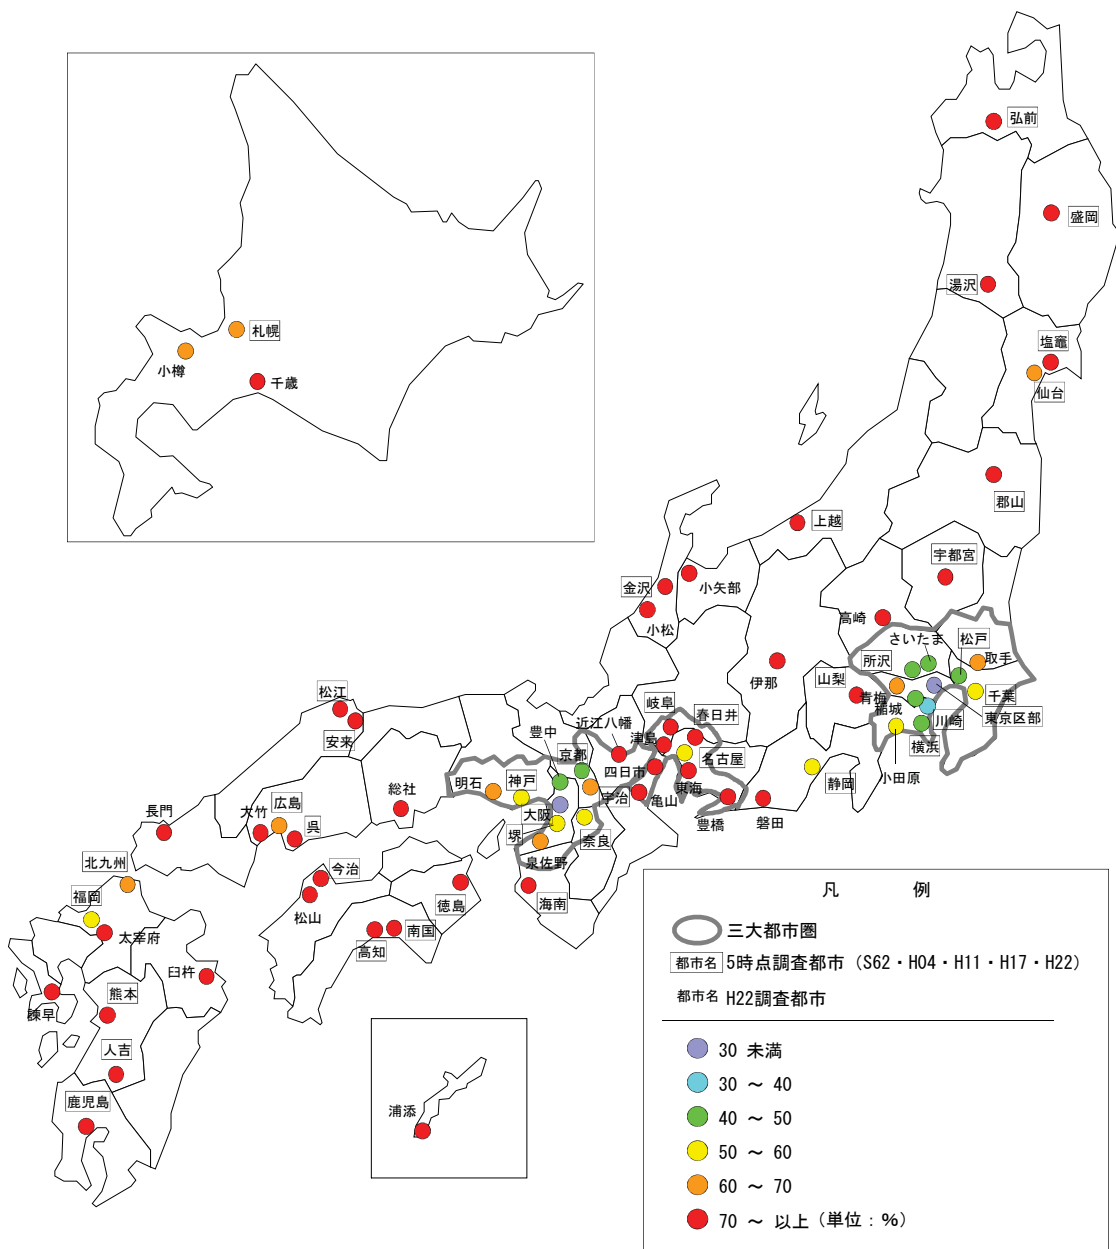 弘前
盛岡
湯沢
塩竈
仙台
札幌
小樽
千歳
郡山
上越
宇都宮
金沢
小矢部
小松
高崎
さいたま
松戸
所沢
取手
伊那
山梨
青梅
稲城
千葉
東京区部
川崎
横浜
小田原
松江
安来
近江八幡
岐阜
春日井
豊中
京都
津島
名古屋
四日市
東海
静岡
明石
神戸
宇治
亀山
豊橋
磐田
総社
大阪
堺
奈良
泉佐野
海南
長門
大竹
広島
呉
北九州
今治
松山
徳島
福岡
太宰府
高知
南国
臼杵
諫早
熊本
人吉
鹿児島
浦添
凡 例
三大都市圏
都市名 5時点調査都市（S62・H04・H11・H17・H22）
都市名 H22調査都市
30 未満
30 ～ 40
40 ～ 50
50 ～ 60
60 ～ 70
70 ～ 以上（単位：％）